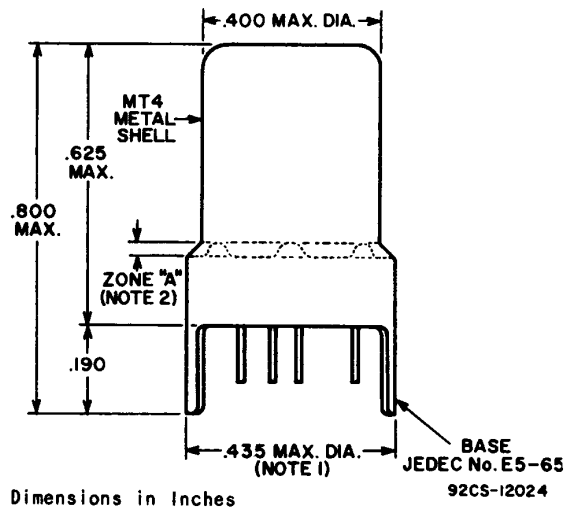 .400 MAX. DIA.
MT4
METAL
SHELL
.625
MAX.
.800
MAX.
ZONE "A"
(NOTE 2)
.190
.435 MAX. DIA.
(NOTE 1)
BASE
JEDEC No. E5-65
92CS-12024
Dimensions in Inches